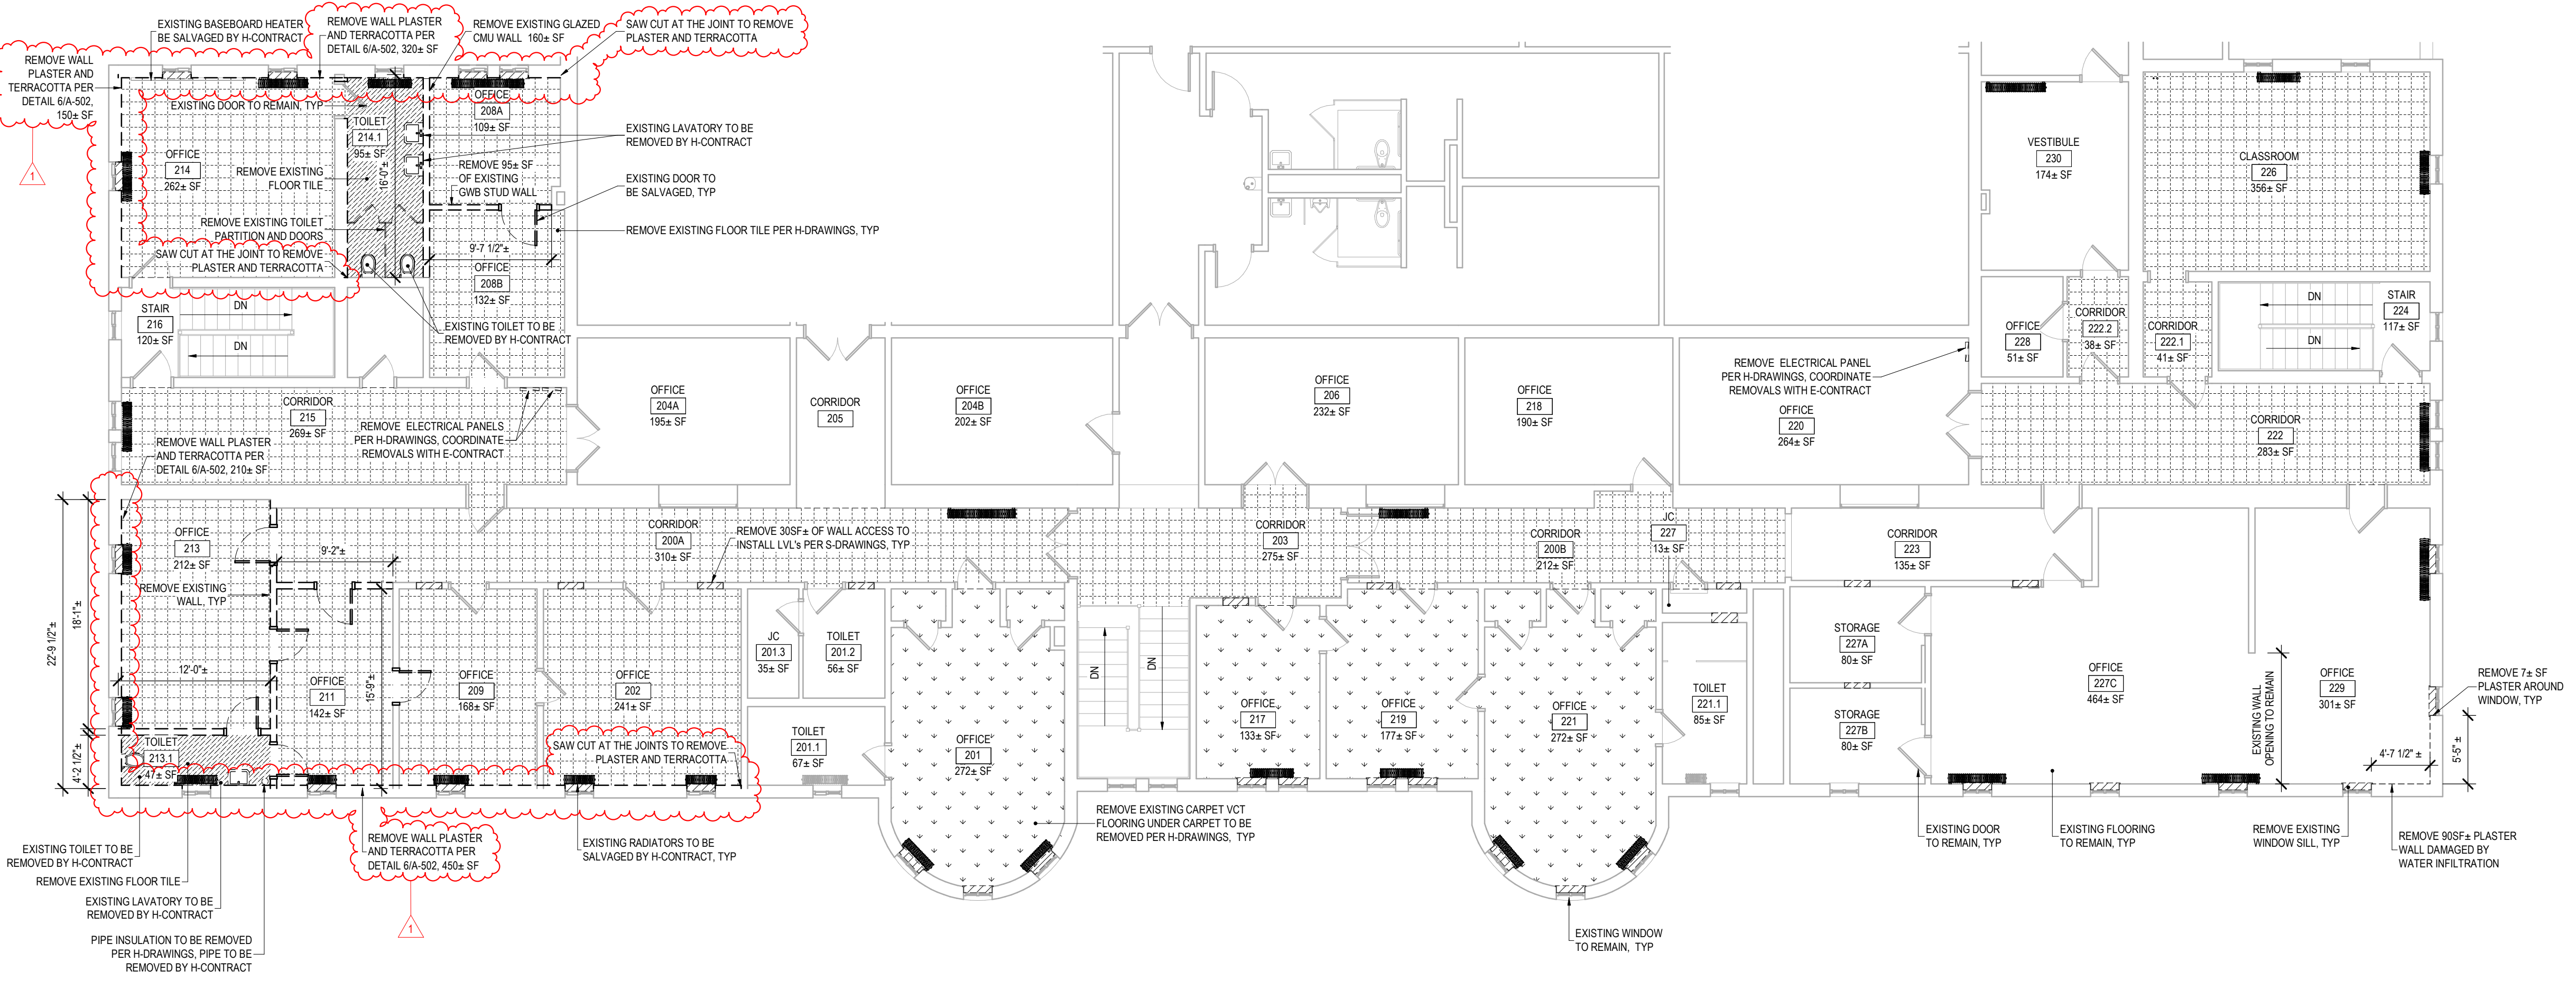 EXISTING BASEBOARD HEATER
BE SALVAGED BY H-CONTRACT
REMOVE WALL PLASTER
AND TERRACOTTA PER
DETAIL 6/A-502, 320± SF
REMOVE EXISTING GLAZED
CMU WALL 160± SF
SAW CUT AT THE JOINT TO REMOVE
PLASTER AND TERRACOTTA
REMOVE WALL
PLASTER AND
TERRACOTTA PER
DETAIL 6/A-502,
150± SF
1
EXISTING DOOR TO REMAIN, TYP
OFFICE
208A
109± SF
TOILET
214.1
95± SF
16'-0"±
EXISTING LAVATORY TO BE
REMOVED BY H-CONTRACT
OFFICE
214
262± SF
REMOVE EXISTING
FLOOR TILE
REMOVE 95± SF
OF EXISTING
GWB STUD WALL
EXISTING DOOR TO
BE SALVAGED, TYP
REMOVE EXISTING TOILET
PARTITION AND DOORS
REMOVE EXISTING FLOOR TILE PER H-DRAWINGS, TYP
SAW CUT AT THE JOINT TO REMOVE
PLASTER AND TERRACOTTA
9'-7 1/2"±
OFFICE
208B
132± SF
STAIR
216
120± SF
DN
DN
EXISTING TOILET TO BE
REMOVED BY H-CONTRACT
VESTIBULE
230
174± SF
CLASSROOM
226
356± SF
OFFICE
228
51± SF
CORRIDOR
222.2
38± SF
CORRIDOR
222.1
41± SF
DN
DN
STAIR
224
117± SF
CORRIDOR
215
269± SF
REMOVE ELECTRICAL PANELS
PER H-DRAWINGS, COORDINATE
REMOVALS WITH E-CONTRACT
OFFICE
204A
195± SF
CORRIDOR
205
OFFICE
204B
202± SF
OFFICE
206
232± SF
OFFICE
218
190± SF
REMOVE ELECTRICAL PANEL
PER H-DRAWINGS, COORDINATE
REMOVALS WITH E-CONTRACT
OFFICE
220
264± SF
CORRIDOR
222
283± SF
REMOVE WALL PLASTER
AND TERRACOTTA PER
DETAIL 6/A-502, 210± SF
22'-9 1/2"±
18'-1"±
4'-2 1/2"±
OFFICE
213
212± SF
9'-2"±
REMOVE EXISTING
WALL, TYP
12'-0"±
CORRIDOR
200A
310± SF
REMOVE 30SF± OF WALL ACCESS TO
INSTALL LVL's PER S-DRAWINGS, TYP
CORRIDOR
203
275± SF
CORRIDOR
200B
212± SF
JC
227
13± SF
CORRIDOR
223
135± SF
OFFICE
211
142± SF
15'-9"±
OFFICE
209
168± SF
OFFICE
202
241± SF
JC
201.3
35± SF
TOILET
201.2
56± SF
TOILET
201.1
67± SF
OFFICE
201
272± SF
DN
DN
OFFICE
217
133± SF
OFFICE
219
177± SF
OFFICE
221
272± SF
TOILET
221.1
85± SF
STORAGE
227A
80± SF
STORAGE
227B
80± SF
OFFICE
227C
464± SF
EXISTING WALL
OPENING TO REMAIN
OFFICE
229
301± SF
REMOVE 7± SF
PLASTER AROUND
WINDOW, TYP
4'-7 1/2" ±
5'-5" ±
TOILET
213.1
47± SF
SAW CUT AT THE JOINTS TO REMOVE
PLASTER AND TERRACOTTA
EXISTING TOILET TO BE
REMOVED BY H-CONTRACT
REMOVE EXISTING FLOOR TILE
EXISTING LAVATORY TO BE
REMOVED BY H-CONTRACT
PIPE INSULATION TO BE REMOVED
PER H-DRAWINGS, PIPE TO BE
REMOVED BY H-CONTRACT
REMOVE WALL PLASTER
AND TERRACOTTA PER
DETAIL 6/A-502, 450± SF
1
EXISTING RADIATORS TO BE
SALVAGED BY H-CONTRACT, TYP
REMOVE EXISTING CARPET VCT
FLOORING UNDER CARPET TO BE
REMOVED PER H-DRAWINGS, TYP
EXISTING WINDOW
TO REMAIN, TYP
EXISTING DOOR
TO REMAIN, TYP
EXISTING FLOORING
TO REMAIN, TYP
REMOVE EXISTING
WINDOW SILL, TYP
REMOVE 90SF± PLASTER
WALL DAMAGED BY
WATER INFILTRATION